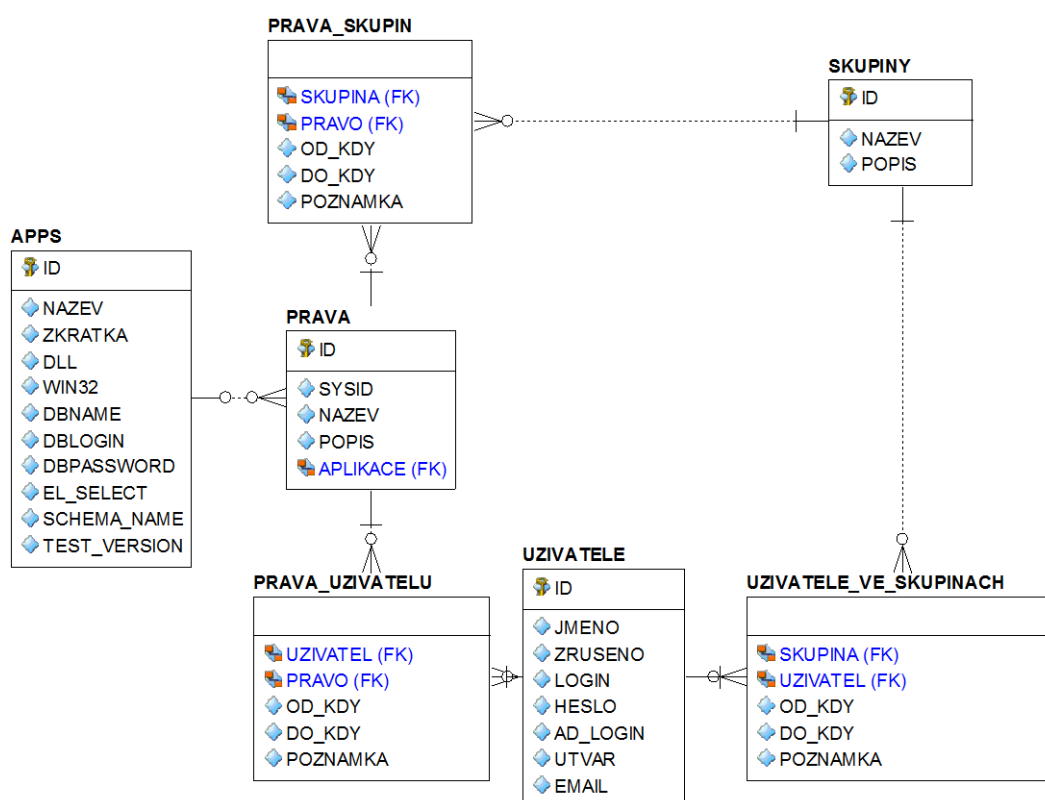 PRAVA_SKUPIN
SKUPINA (FK)
PRAVO (FK)
OD_KDY
DO_KDY
POZNAMKA
SKUPINY
ID
NAZEV
POPIS
APPS
ID
NAZEV
ZKRATKA
DLL
WIN32
DBNAME
DBLOGIN
DBPASSWORD
EL_SELECT
SCHEMA_NAME
TEST_VERSION
PRAVA
ID
SYSID
NAZEV
POPIS
APLIKACE (FK)
PRAVA_UZIVATELU
UZIVATEL (FK)
PRAVO (FK)
OD_KDY
DO_KDY
POZNAMKA
UZIVATELE
ID
JMENO
ZRUSENO
LOGIN
HESLO
AD_LOGIN
UTVAR
EMAIL
UZIVATELE_VE_SKUPINACH
SKUPINA (FK)
UZIVATEL (FK)
OD_KDY
DO_KDY
POZNAMKA